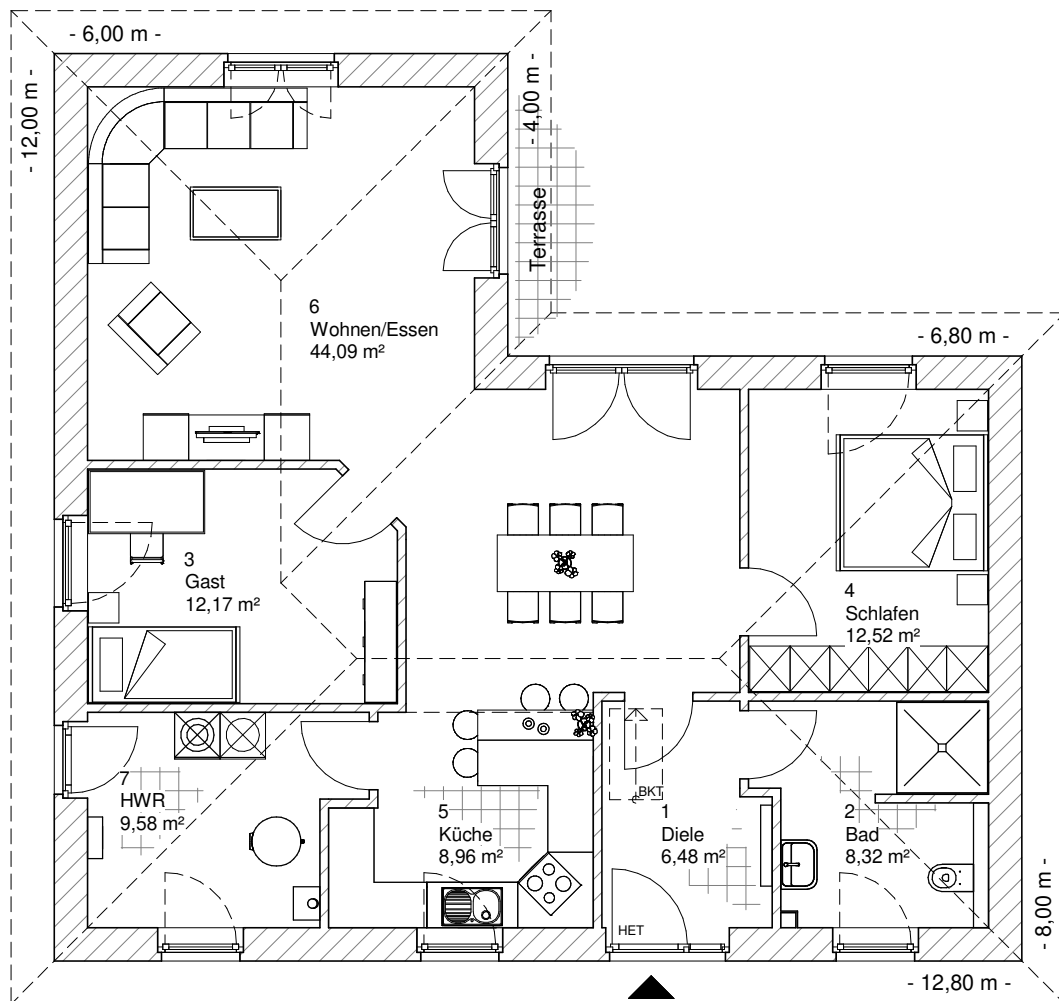 - 6,00 m -
- 12,00 m -
- 4,00 m -
Terrasse
6
Wohnen/Essen
44,09 m²
- 6,80 m -
3
Gast
12,17 m²
4
Schlafen
12,52 m²
7
HWR
9,58 m²
5
Küche
8,96 m²
BKT
1
Diele
6,48 m²
2
Bad
8,32 m²
HET
- 8,00 m -
- 12,80 m -